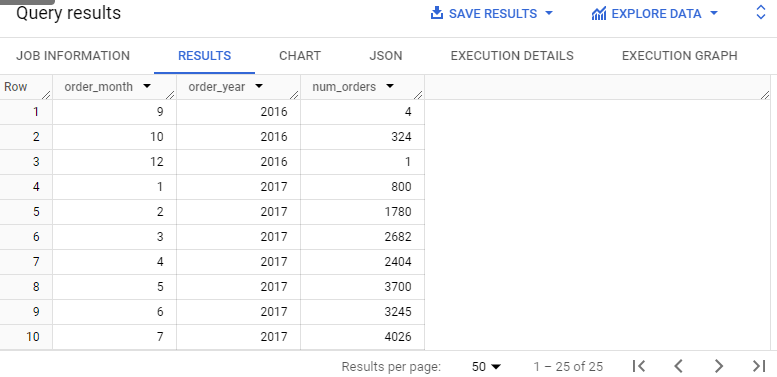 Query results SAVE RESULTS EXPLORE DATA
JOB INFORMATION RESULTS CHART JSON EXECUTION DETAILS EXECUTION GRAPH
Row order_month order_year num_orders
1 9 2016 4
2 10 2016 324
3 12 2016 1
4 1 2017 800
5 2 2017 1780
6 3 2017 2682
7 4 2017 2404
8 5 2017 3700
9 6 2017 3245
10 7 2017 4026
Results per page: 50 1 – 25 of 25